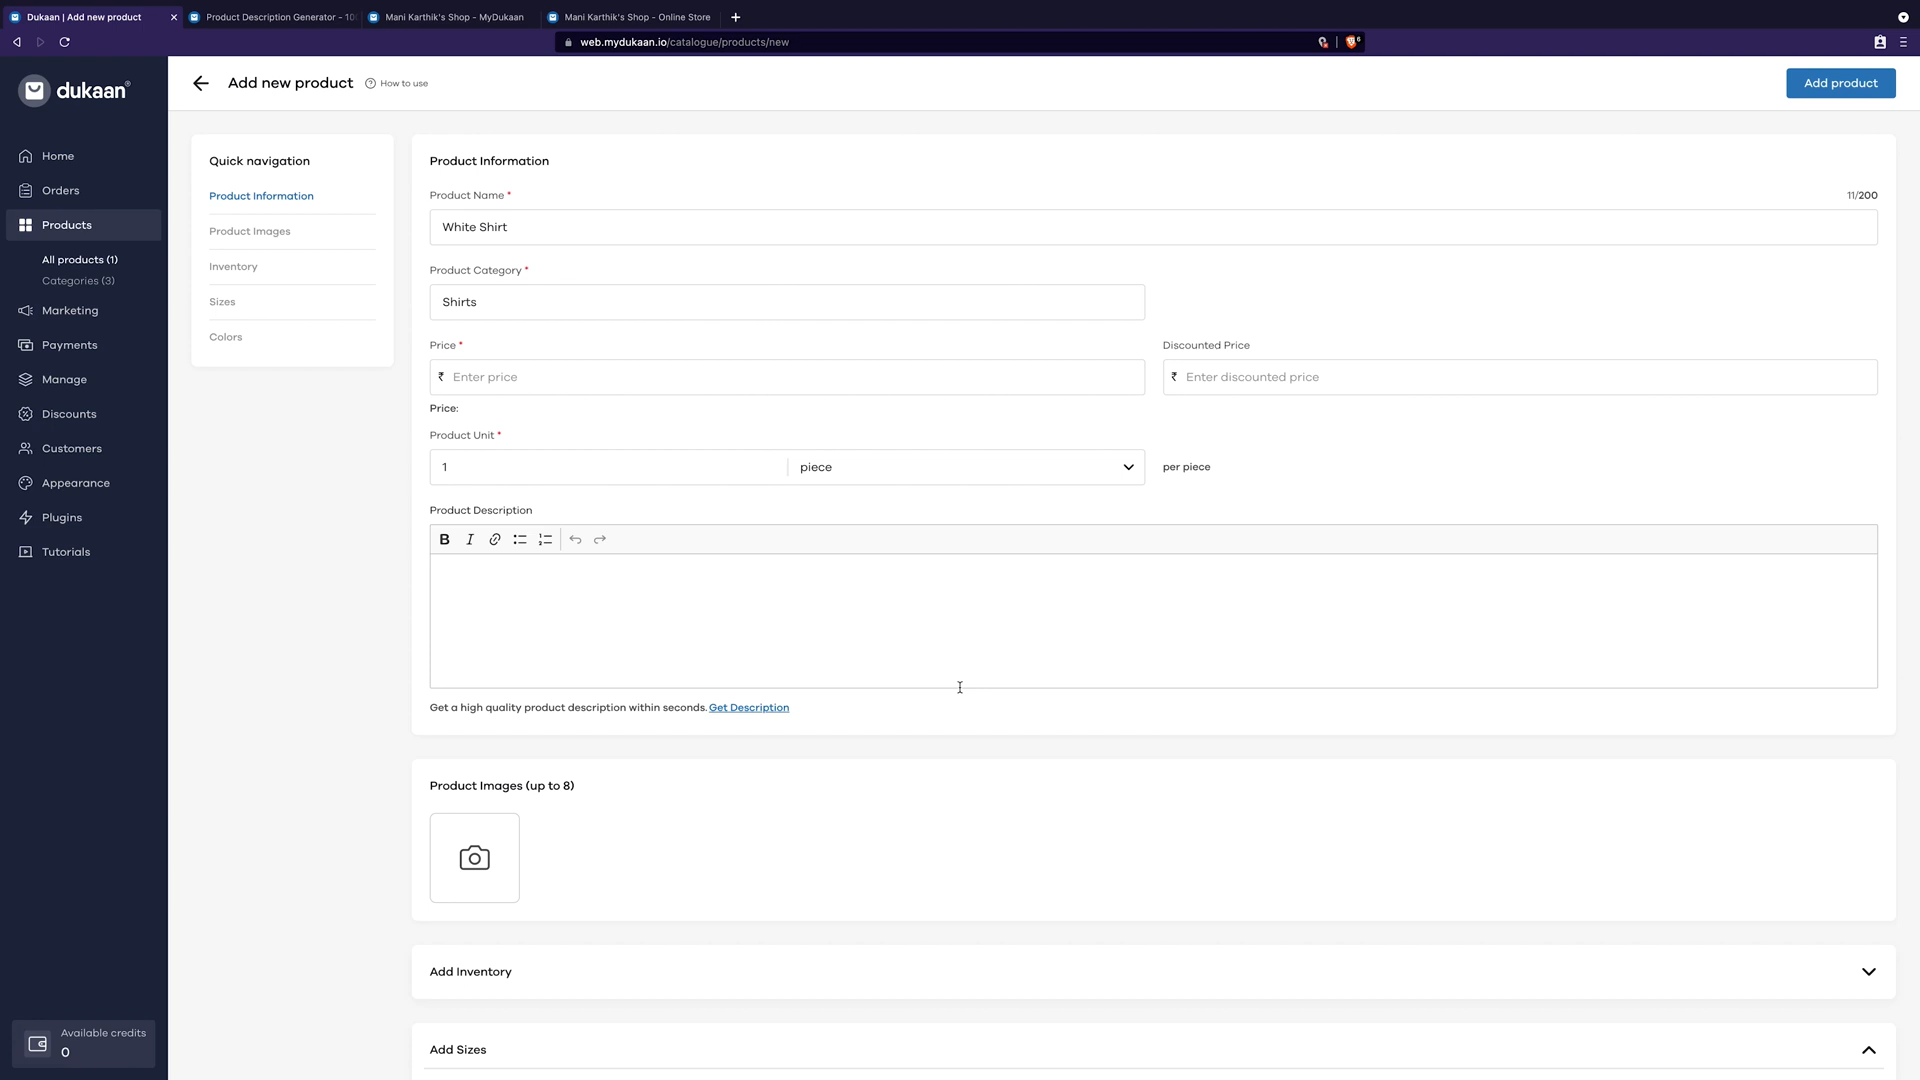 Dukaan | Add new product
Product Description Generator - 10
Mani Karthik's Shop - MyDukaan
Mani Karthik's Shop - Online Store
web.mydukaan.io/catalogue/products/new
6
dukaan®
Add new product
How to use
Add product
Home
Orders
Products
All products (1)
Categories (3)
Marketing
Payments
Manage
Discounts
Customers
Appearance
Plugins
Tutorials
Available credits
0
Quick navigation
Product Information
Product Images
Inventory
Sizes
Colors
Product Information
Product Name *
11/200
White Shirt
Product Category *
Shirts
Price *
Discounted Price
₹ Enter price
₹ Enter discounted price
Price:
Product Unit *
1
piece
per piece
Product Description
B I
Get a high quality product description within seconds. Get Description
Product Images (up to 8)
Add Inventory
Add Sizes